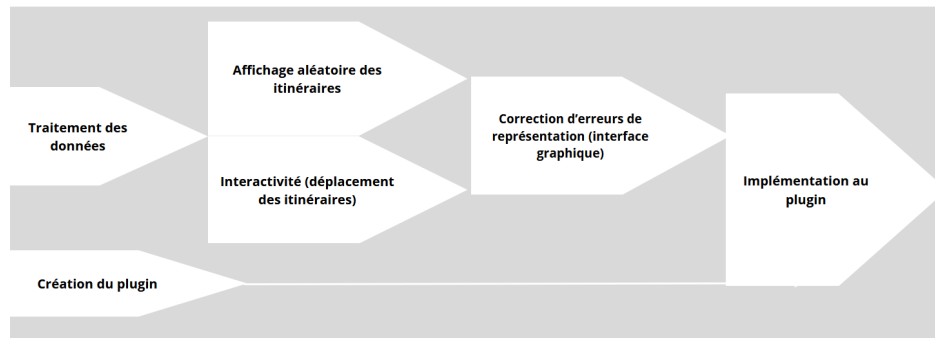 Affichage aléatoire des
itinéraires
Traitement des
données
Correction d’erreurs de
représentation (interface
graphique)
Interactivité (déplacement
des itinéraires)
Implémentation au
plugin
Création du plugin